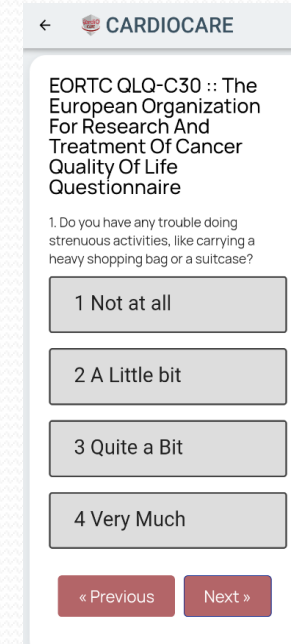 CARDIOCARE
EORTC QLQ-C30 :: The
European Organization
For Research And
Treatment Of Cancer
Quality Of Life
Questionnaire
1. Do you have any trouble doing
strenuous activities, like carrying a
heavy shopping bag or a suitcase?
1 Not at all
2 A Little bit
3 Quite a Bit
4 Very Much
« Previous
Next »